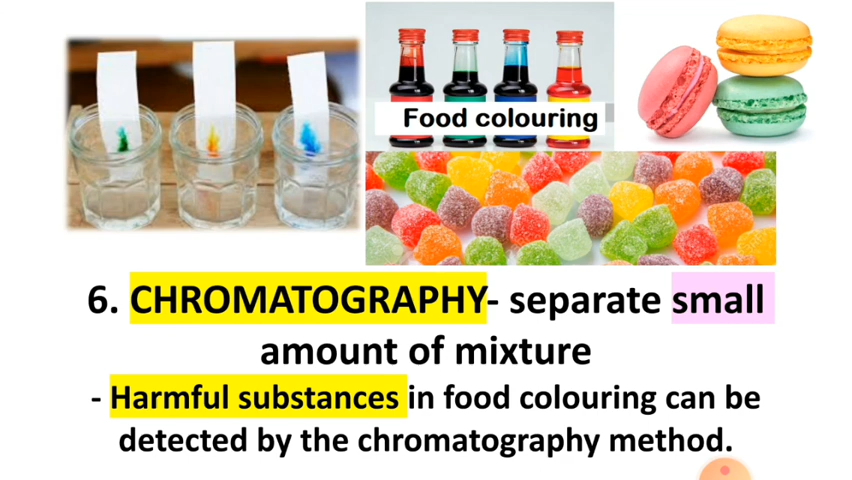 Food colouring
6. CHROMATOGRAPHY- separate small
amount of mixture
- Harmful substances in food colouring can be
detected by the chromatography method.